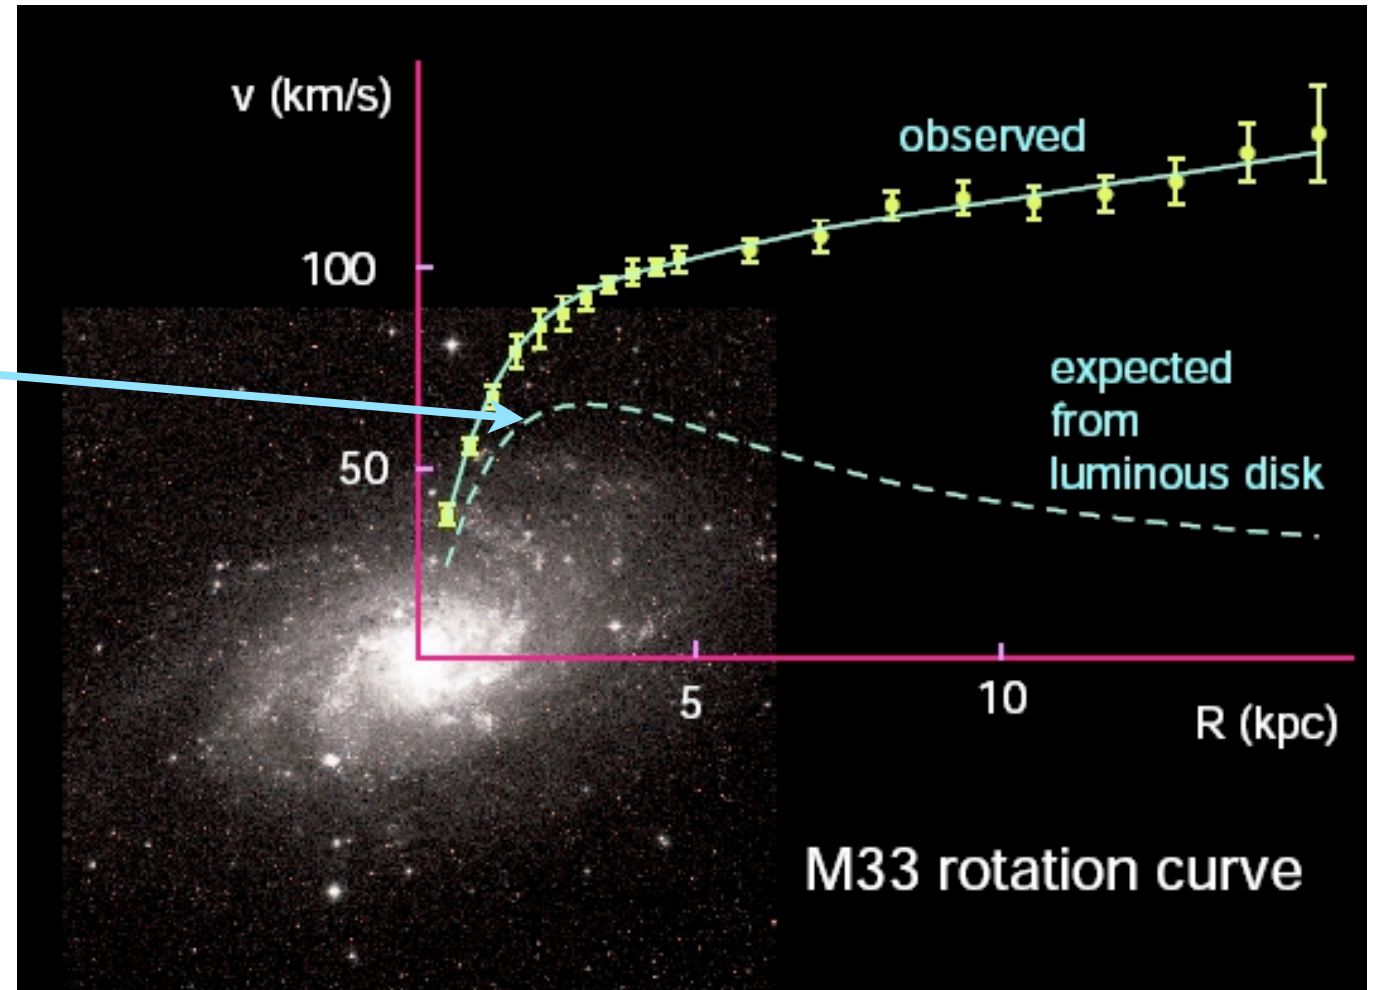 v (km/s)
observed
100
expected
from
luminous disk
50
5
10
R (kpc)
M33 rotation curve